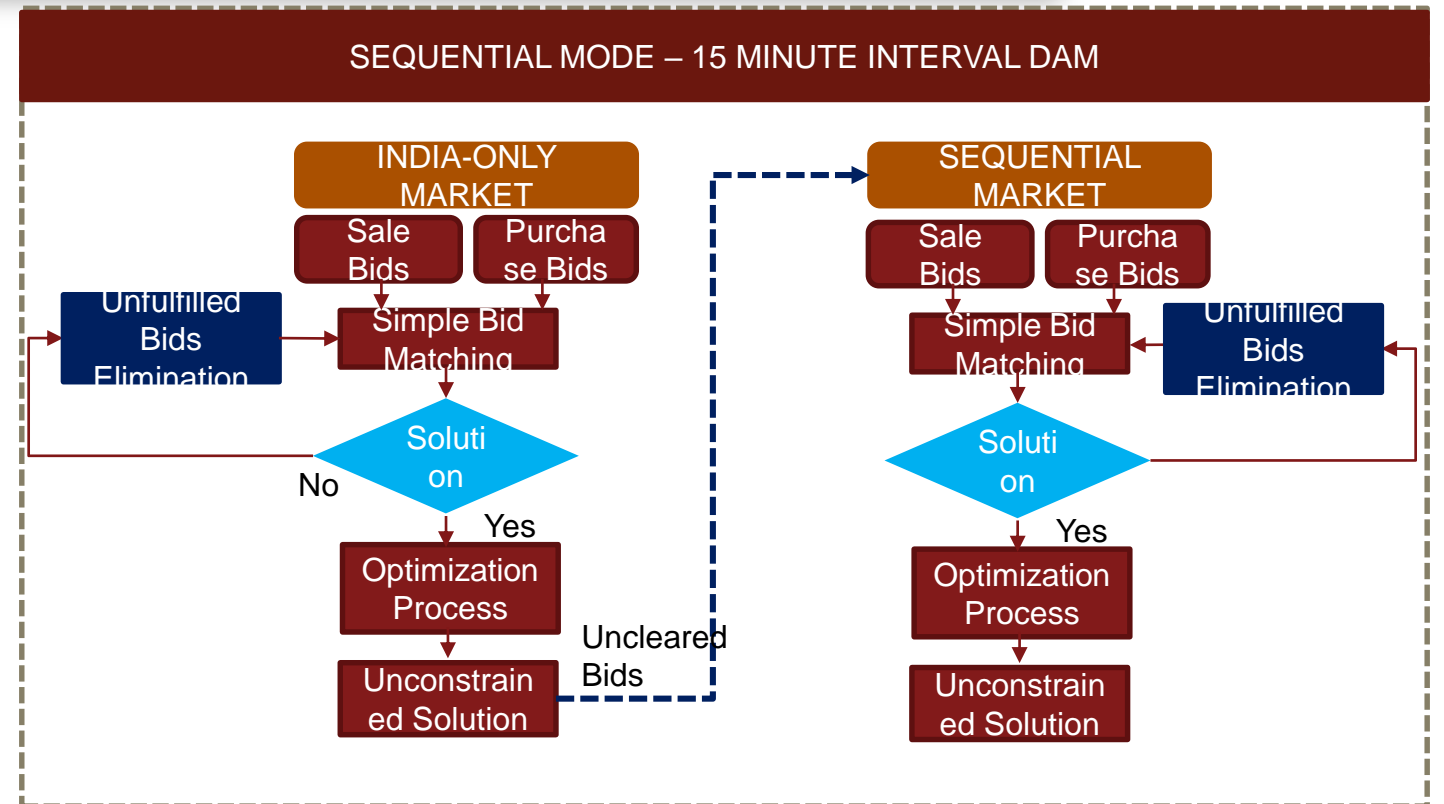 SEQUENTIAL MODE – 15 MINUTE INTERVAL DAM
INDIA-ONLY
MARKET
Sale
Bids
Purcha
se Bids
Unfulfilled
Bids
Elimination
Simple Bid
Matching
Soluti
on
No
Yes
Optimization
Process
Unconstrain
ed Solution
Uncleared
Bids
SEQUENTIAL
MARKET
Sale
Bids
Purcha
se Bids
Simple Bid
Matching
Unfulfilled
Bids
Elimination
Soluti
on
Yes
Optimization
Process
Unconstrain
ed Solution